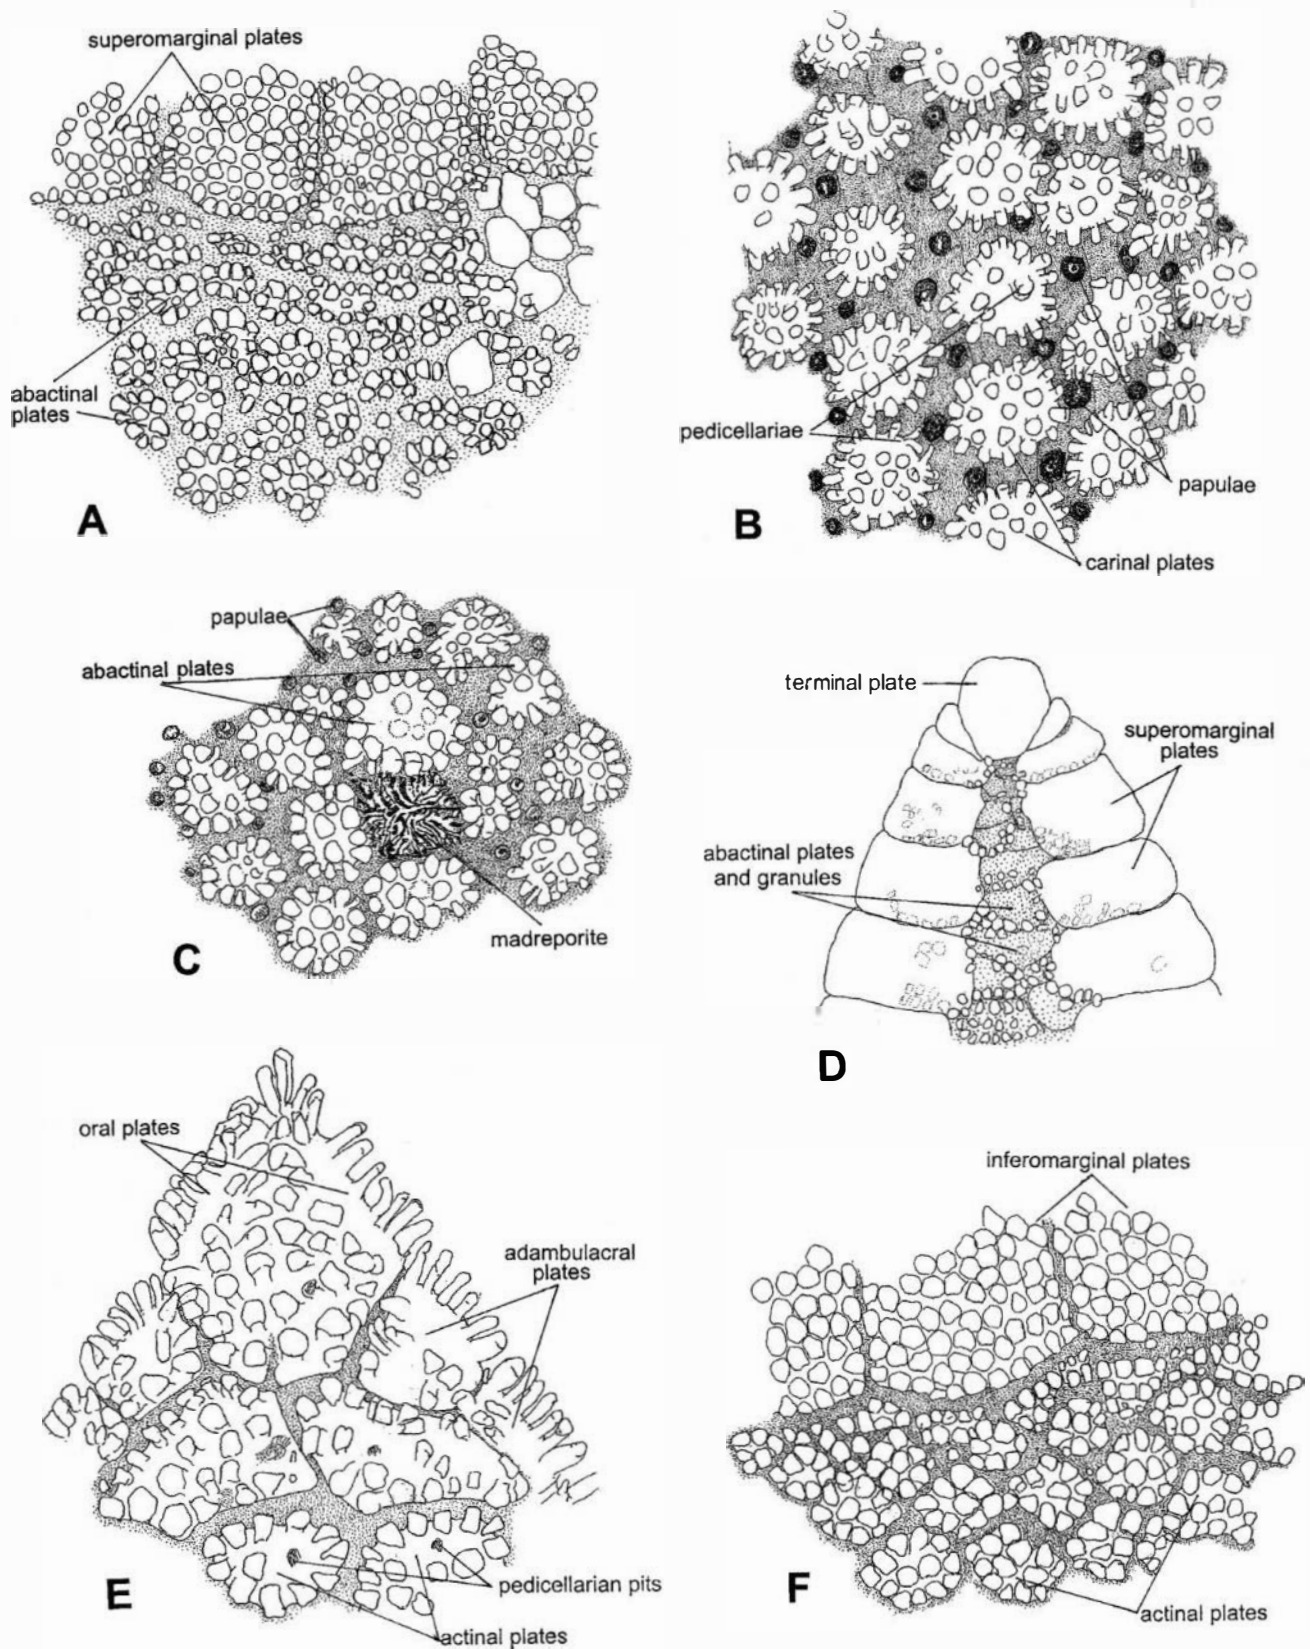 superomarginal plates
abactinal
plates
A
pedicellariae
papulae
carinal plates
B
papulae
abactinal plates
madreporite
C
terminal plate
superomarginal
plates
abactinal plates
and granules
D
oral plates
adambulacral
plates
pedicellarian pits
actinal plates
E
inferomarginal plates
actinal plates
F